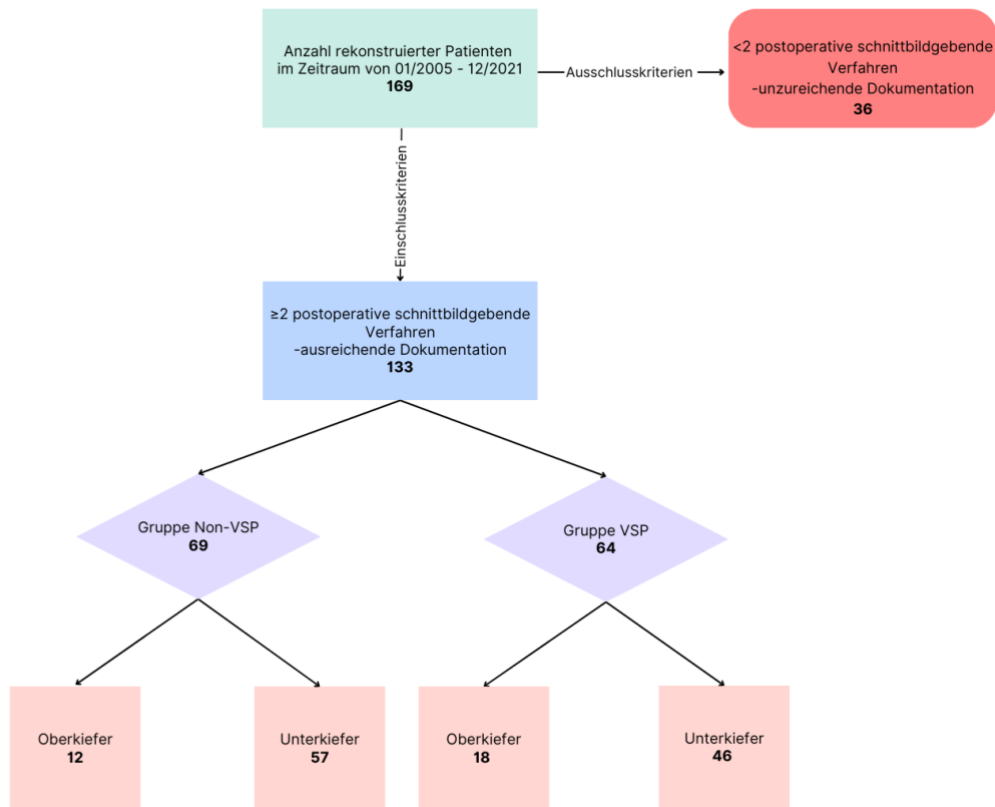 Anzahl rekonstruierter Patienten
im Zeitraum von 01/2005 - 12/2021
169
Ausschlusskriterien
<2 postoperative schnittbildgebende
Verfahren
-unzureichende Dokumentation
36
Einschlusskriterien
≥2 postoperative schnittbildgebende
Verfahren
-ausreichende Dokumentation
133
Gruppe Non-VSP
69
Gruppe VSP
64
Oberkiefer
12
Unterkiefer
57
Oberkiefer
18
Unterkiefer
46